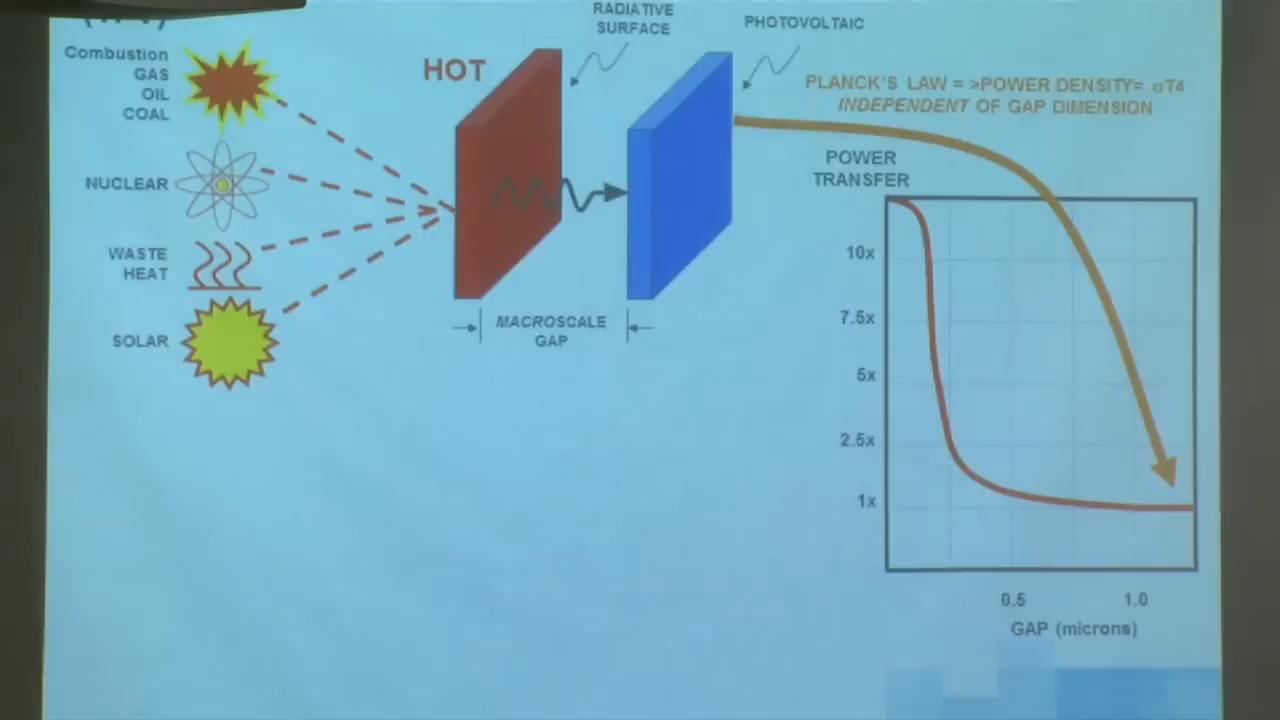 Combustion
GAS
OIL
COAL
NUCLEAR
WASTE
HEAT
SOLAR
HOT
RADIATIVE
SURFACE
PHOTOVOLTAIC
MACROSCALE
GAP
PLANCK'S LAW = >POWER DENSITY= σT4
INDEPENDENT OF GAP DIMENSION
POWER
TRANSFER
10x
7.5x
5x
2.5x
1x
0.5 1.0
GAP (microns)